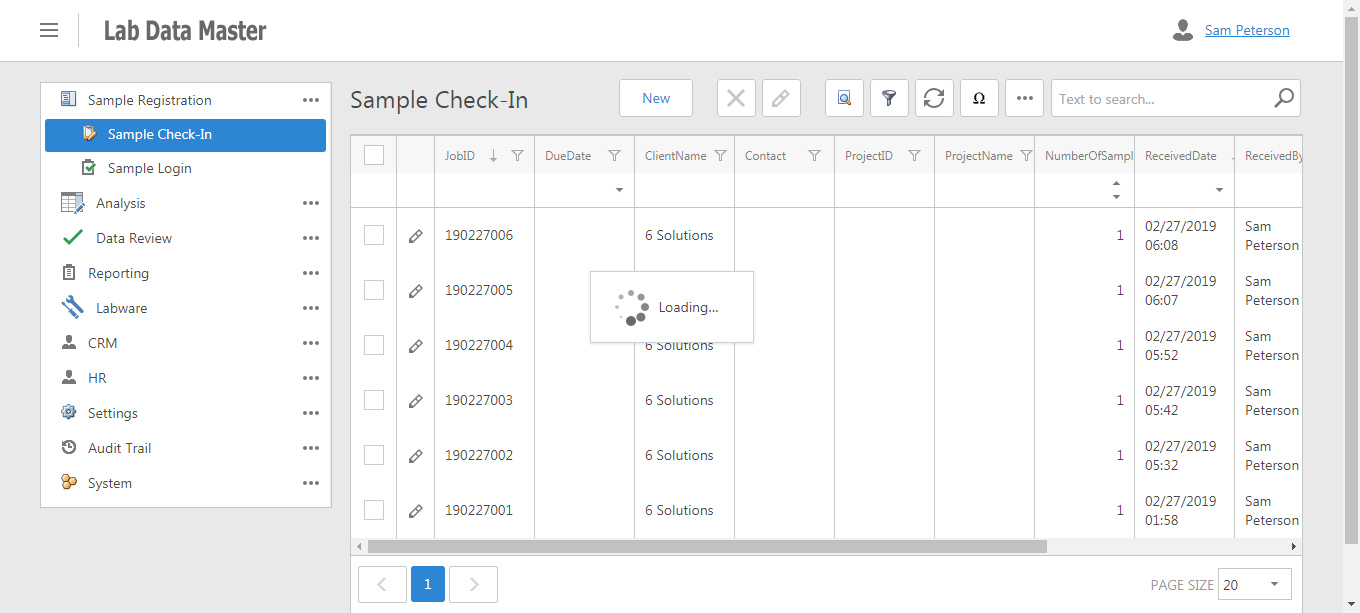 Lab Data Master
Sam Peterson
Sample Registration
Sample Check-In
Sample Login
Analysis
Data Review
Reporting
Labware
CRM
HR
Settings
Audit Trail
System
Sample Check-In
New
Ω
Text to search...
JobID DueDate ClientName Contact ProjectID ProjectName NumberOfSampl ReceivedDate ReceivedBy
190227006 6 Solutions 1 02/27/2019 06:08 Sam Peterson
190227005 1 02/27/2019 06:07 Sam Peterson
Loading...
190227004 6 Solutions 1 02/27/2019 05:52 Sam Peterson
190227003 6 Solutions 1 02/27/2019 05:42 Sam Peterson
190227002 6 Solutions 1 02/27/2019 05:32 Sam Peterson
190227001 6 Solutions 1 02/27/2019 01:58 Sam Peterson
1
PAGE SIZE 20